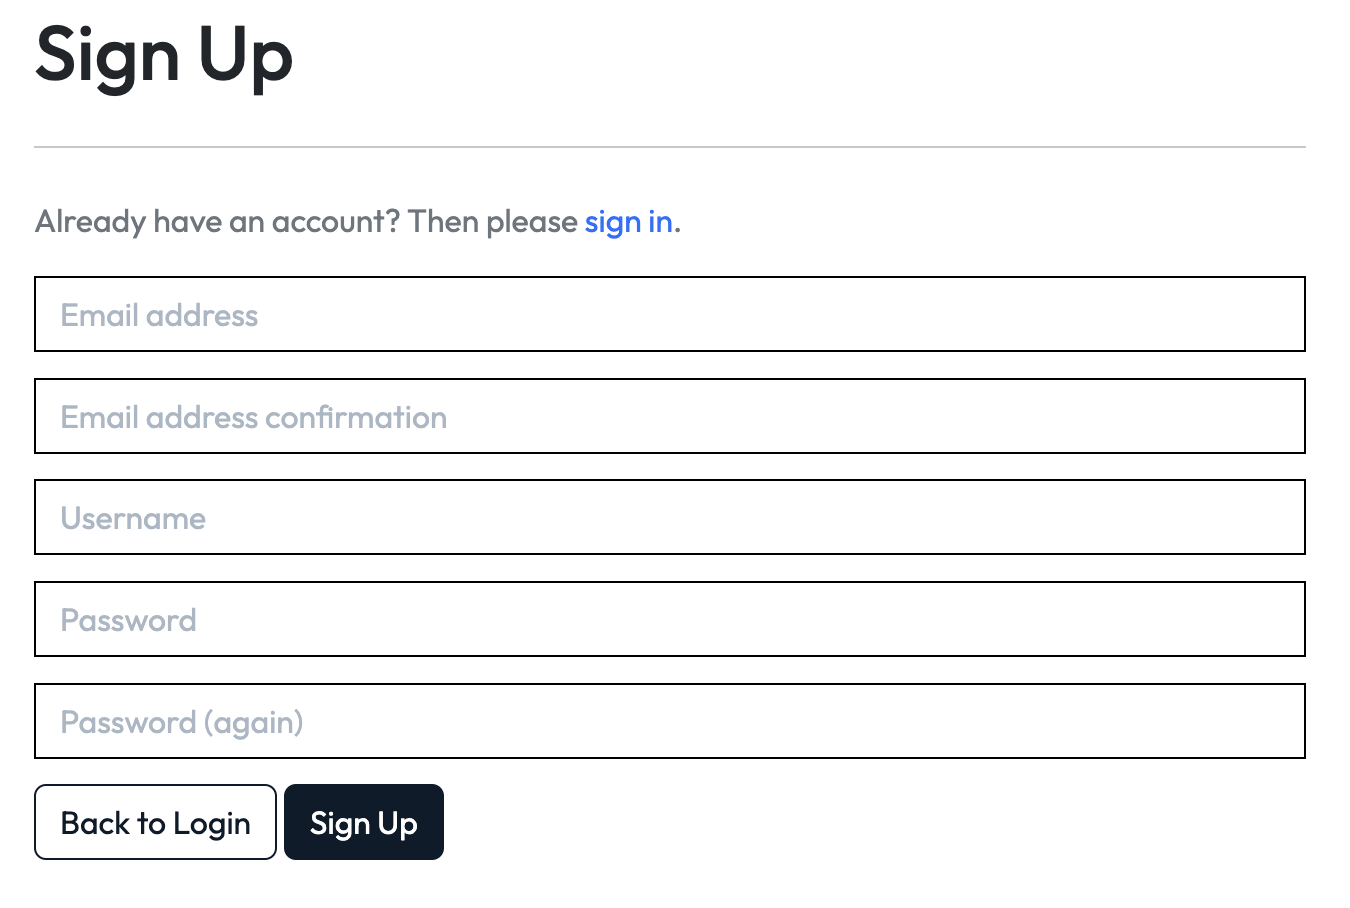 Sign Up
Already have an account? Then please sign in.
Email address
Email address confirmation
Username
Password
Password (again)
Back to Login Sign Up